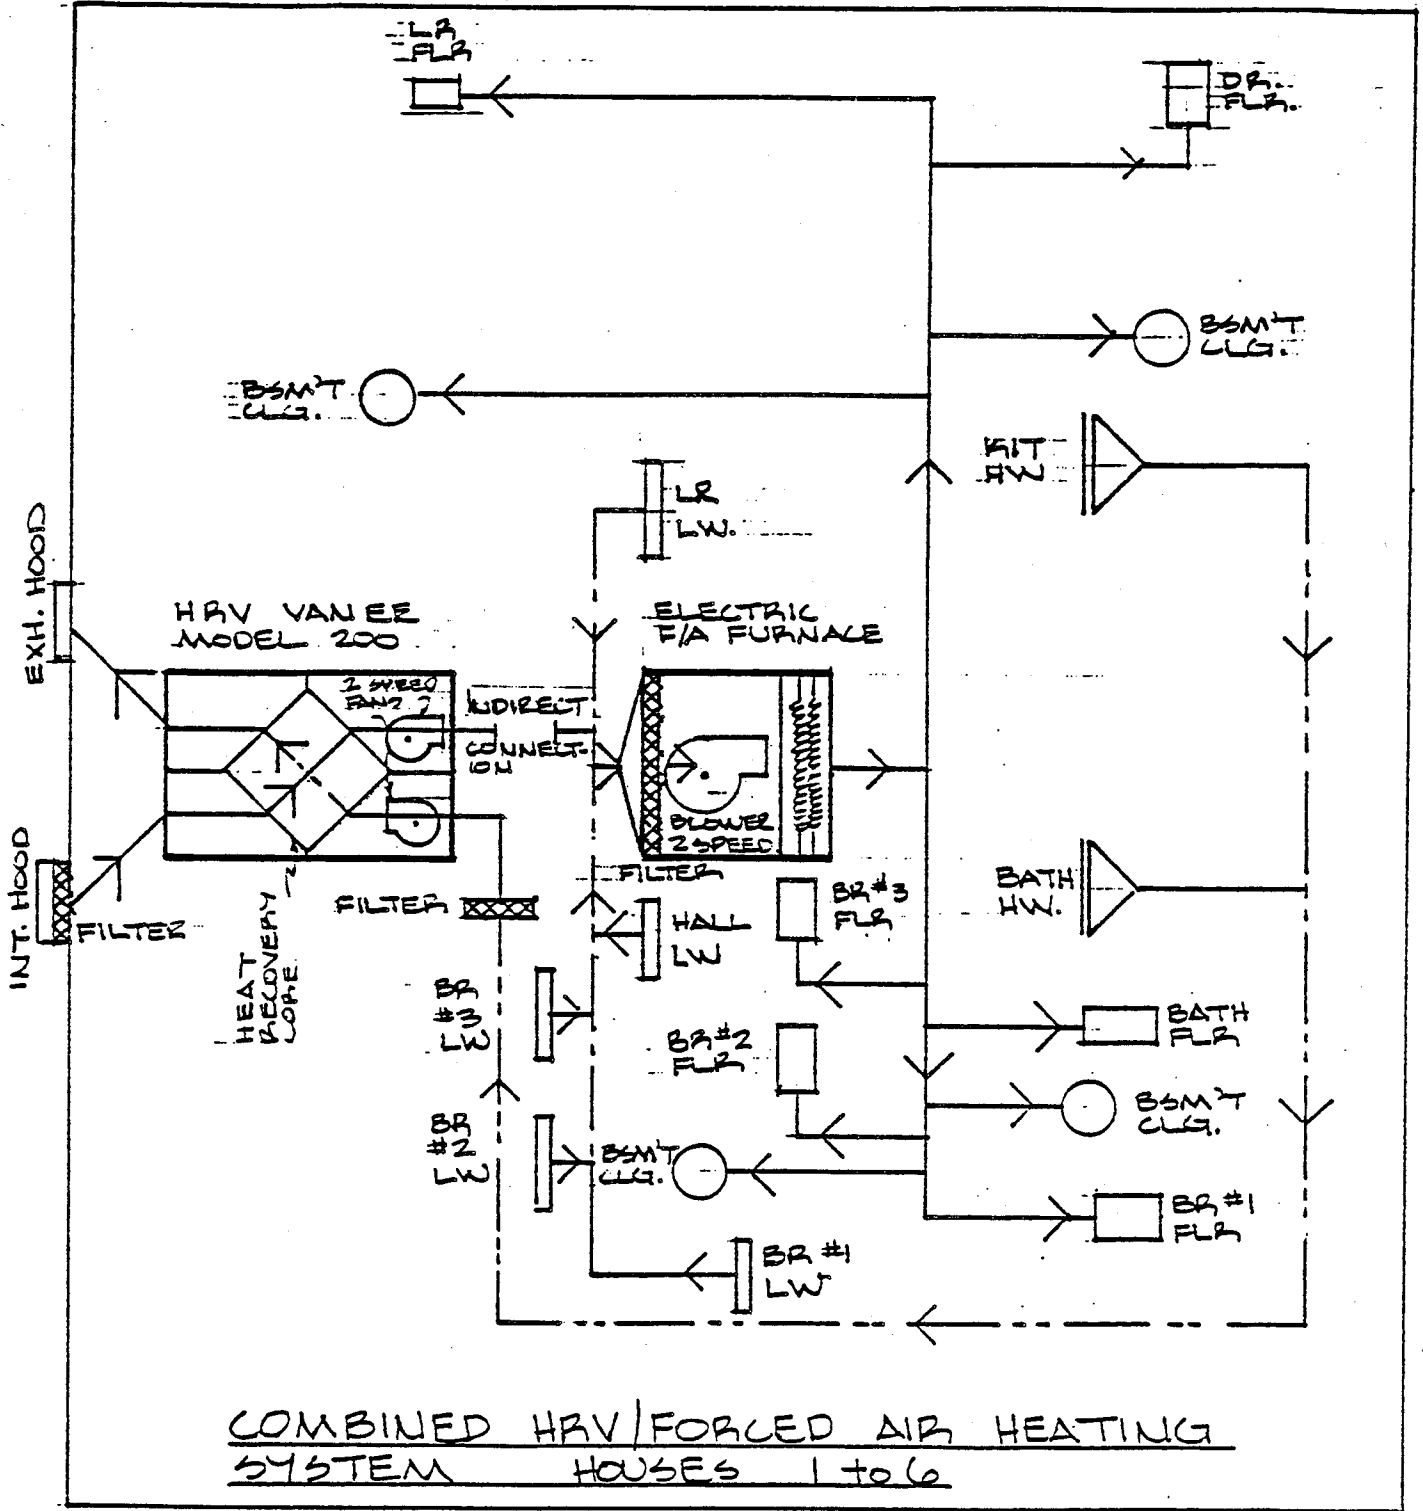 LR
FLR
DR.
FLR.
BSM'T
CLG.
BSM'T
CLG.
KIT
HW
LR
LW.
EXH. HOOD
HRV VANEE
MODEL 200
ELECTRIC
F/A FURNACE
2 SPEED
FANS
INDIRECT
CONNECT-
ION
BLOWER
2 SPEED
FILTER
INT. HOOD
FILTER
HEAT
RECOVERY
CORE
FILTER
HALL
LW
BR #3
FLR
BATH
HW.
BR
#3
LW
BR #2
FLR
BATH
FLR
BR
#2
LW
BSM'T
CLG.
BSM'T
CLG.
BR #1
FLR
BR #1
LW
COMBINED HRV/FORCED AIR HEATING
SYSTEM HOUSES 1 to 6